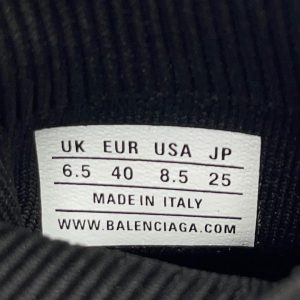 UK EUR USA JP
6.5 40 8.5 25
MADE IN ITALY
WWW.BALENCIAGA.COM